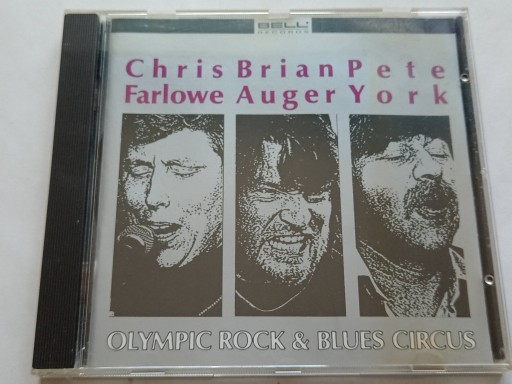 BELL
RECORDS
Chris Brian Pete
Farlowe Auger York
OLYMPIC ROCK & BLUES CIRCUS